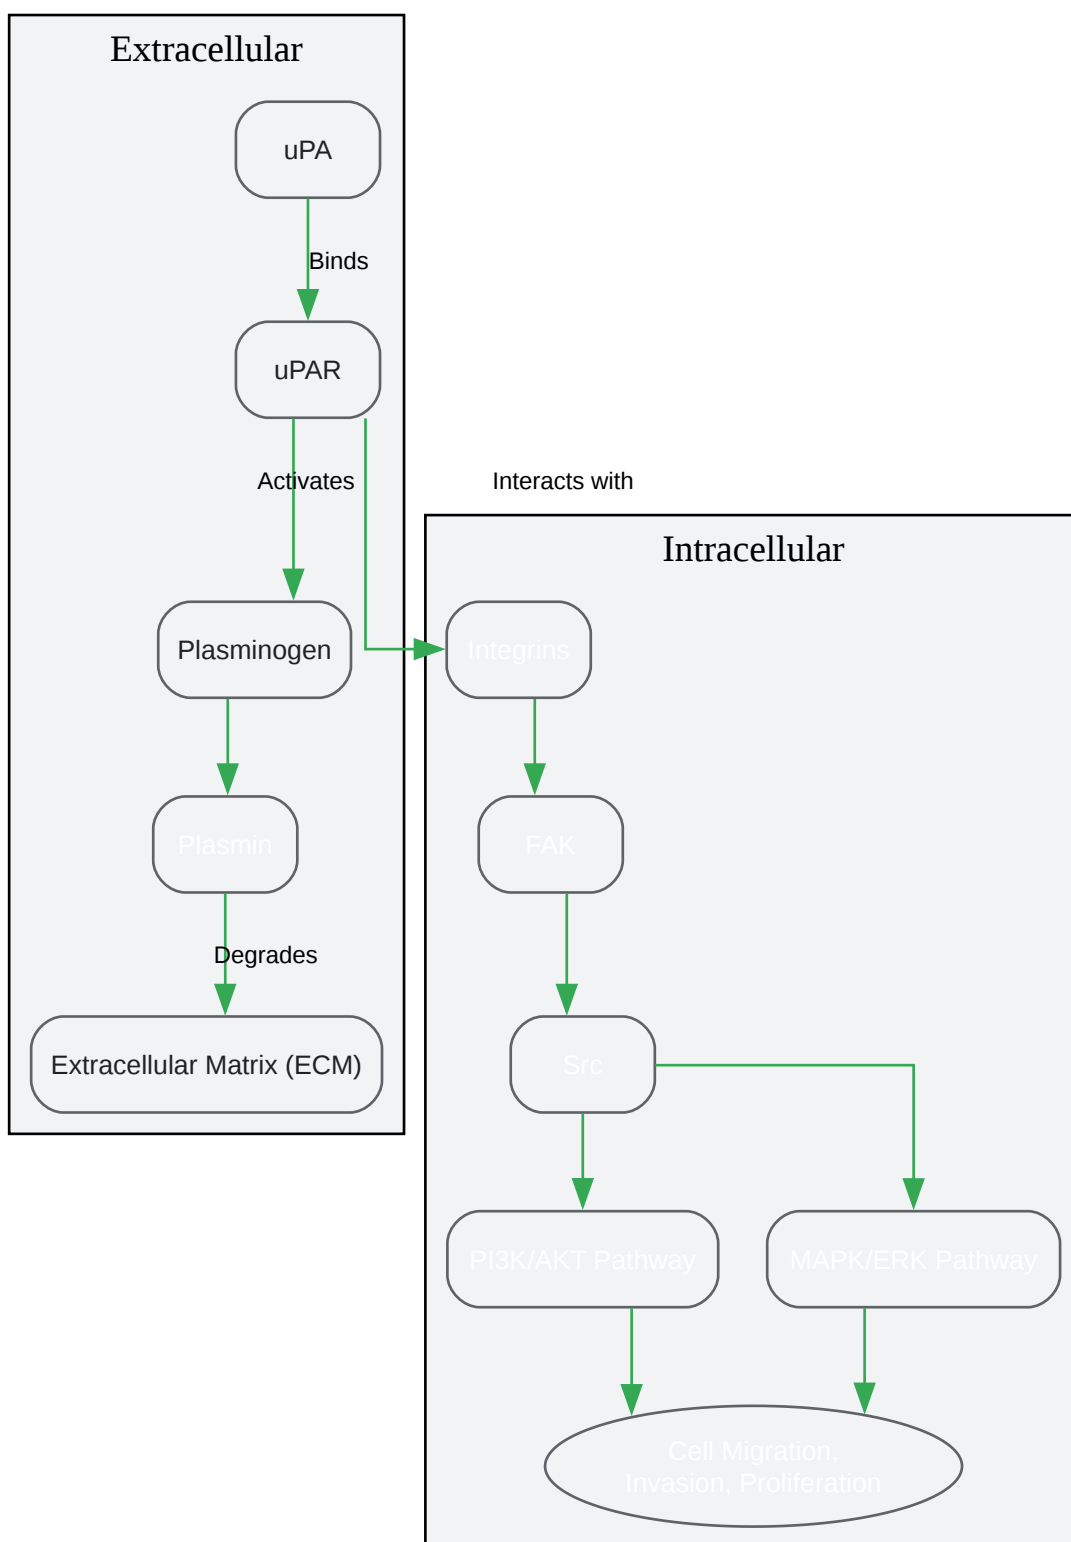 Extracellular
uPA
Binds
uPAR
Activates
Interacts with
Intracellular
Plasminogen
Integrins
Plasmin
FAK
Degrades
Extracellular Matrix (ECM)
Src
PI3K/AKT Pathway
MAPK/ERK Pathway
Cell Migration,
Invasion, Proliferation